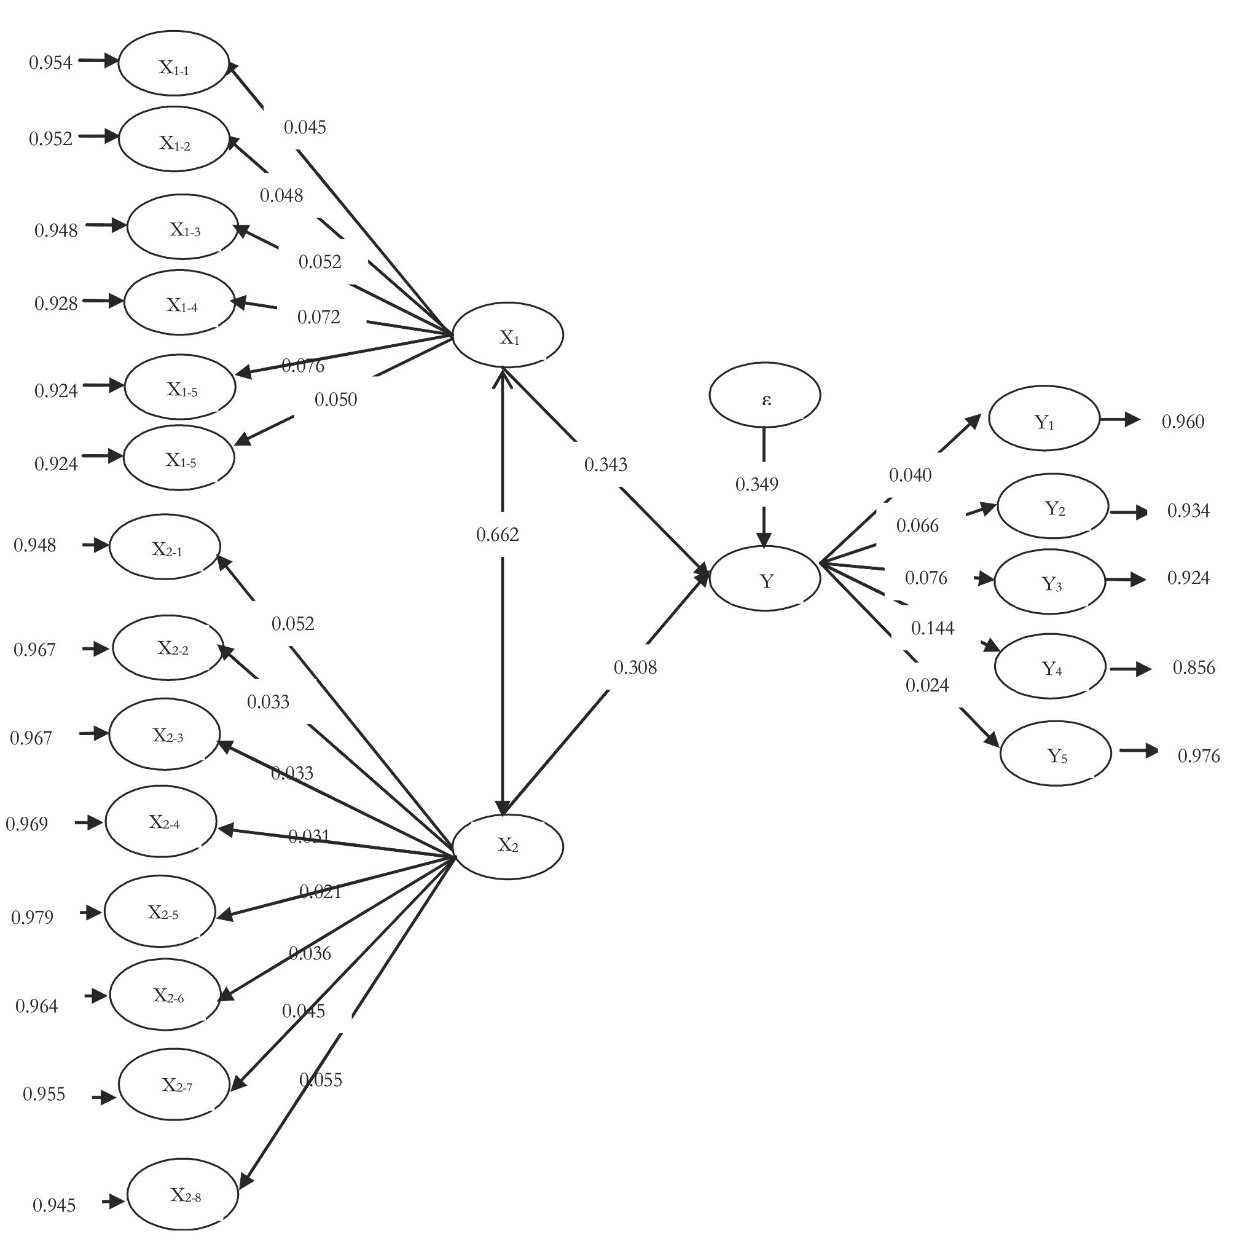 0.954
X1-1
0.045
0.952
X1-2
0.048
0.948
X1-3
0.052
0.928
X1-4
0.072
X1
0.076
0.924
X1-5
0.050
0.924
X1-5
ε
0.343
0.349
0.662
Y
0.308
Y1
0.960
0.040
Y2
0.934
0.066
Y3
0.924
0.076
0.144
Y4
0.856
0.024
Y5
0.976
0.948
X2-1
0.052
0.967
X2-2
0.033
0.967
X2-3
0.033
0.969
X2-4
0.031
X2
0.979
X2-5
0.021
0.036
0.964
X2-6
0.045
0.955
X2-7
0.055
0.945
X2-8